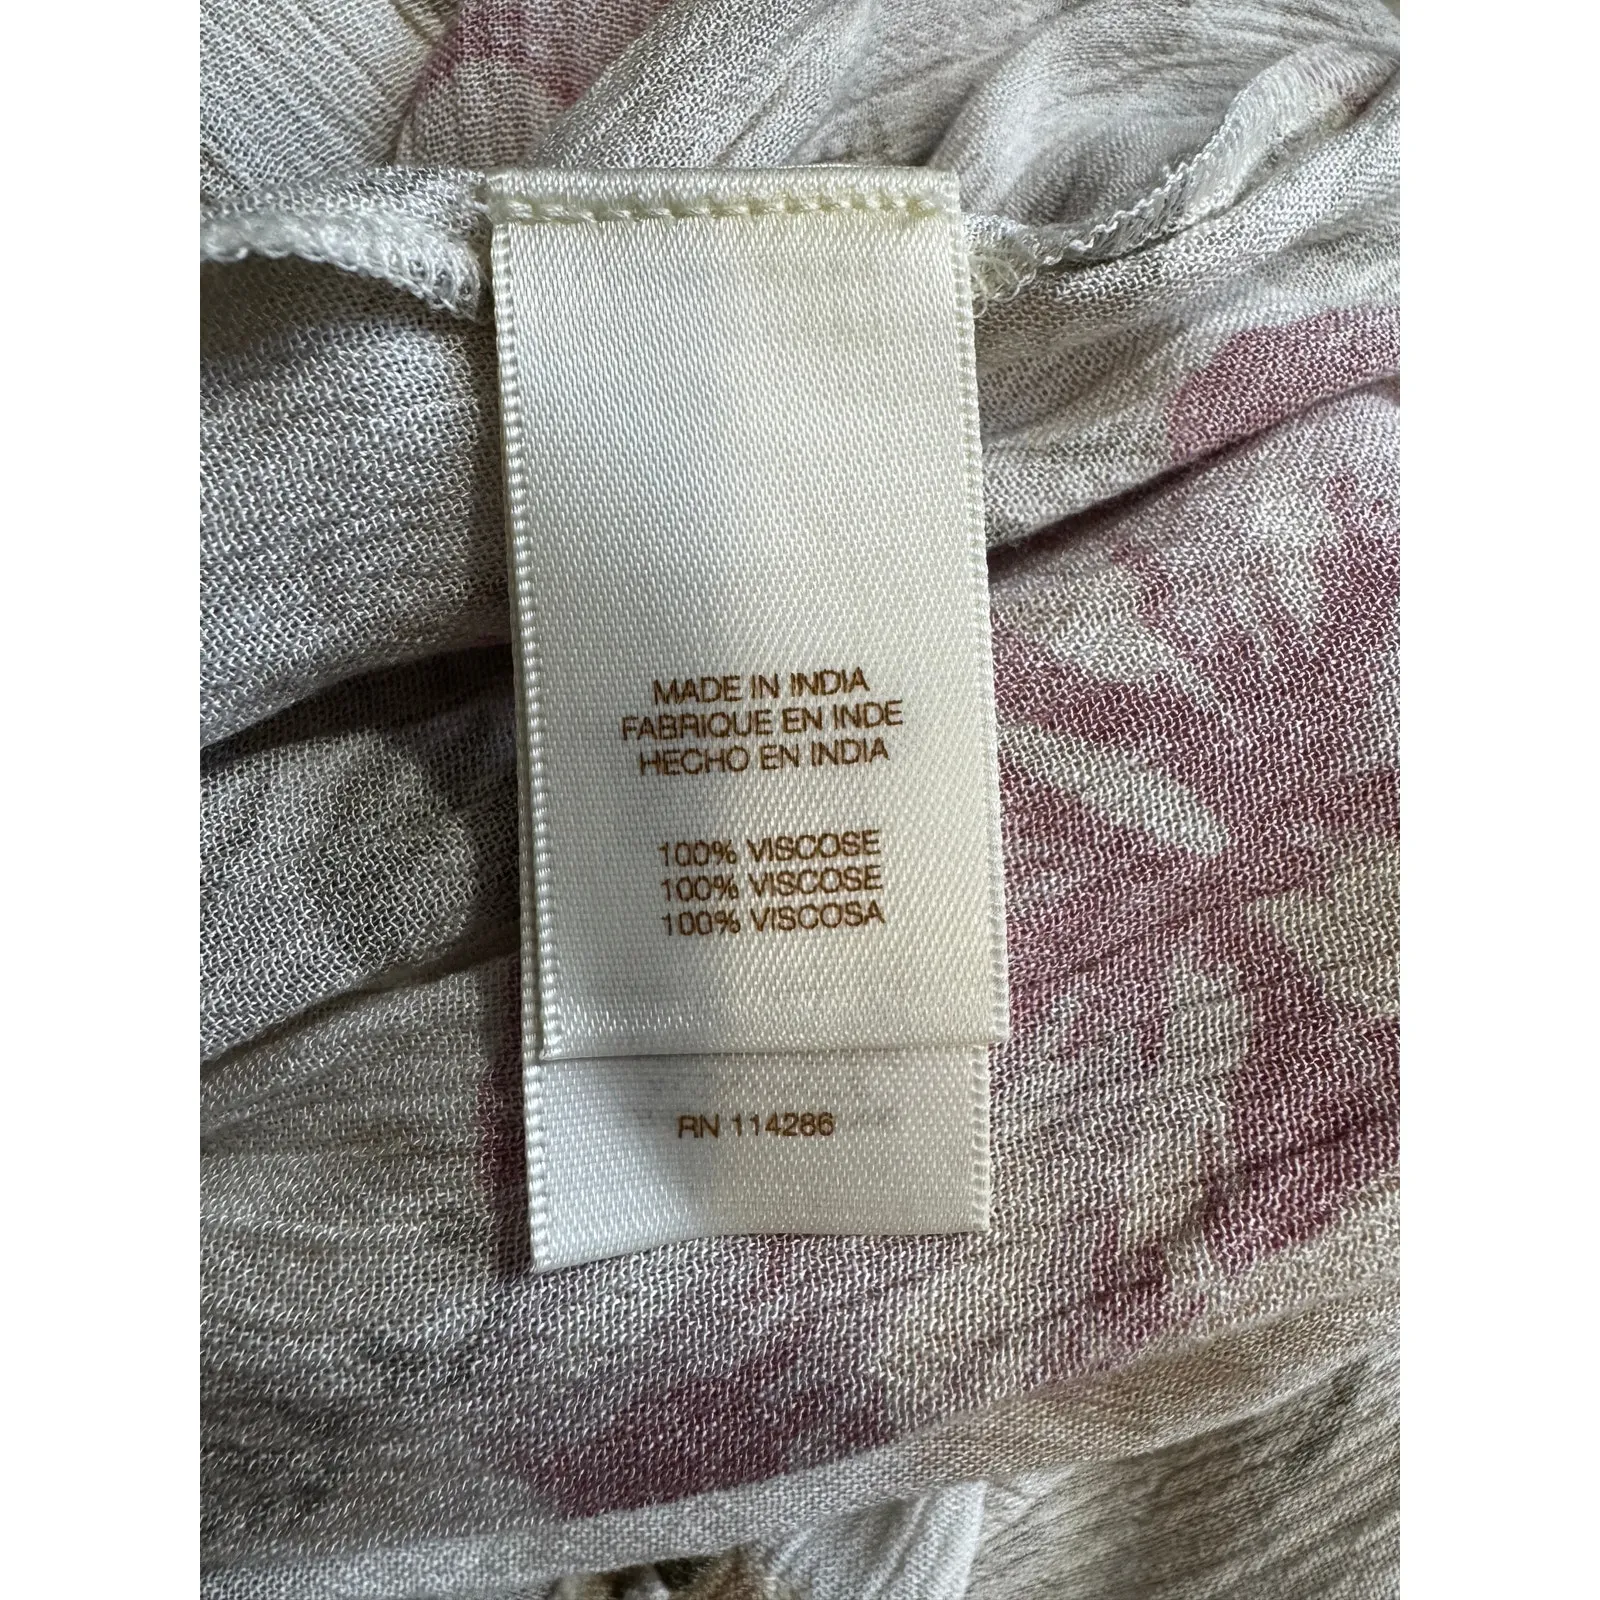 MADE IN INDIA
FABRIQUE EN INDE
HECHO EN INDIA
100% VISCOSE
100% VISCOSE
100% VISCOSA
RN 114286